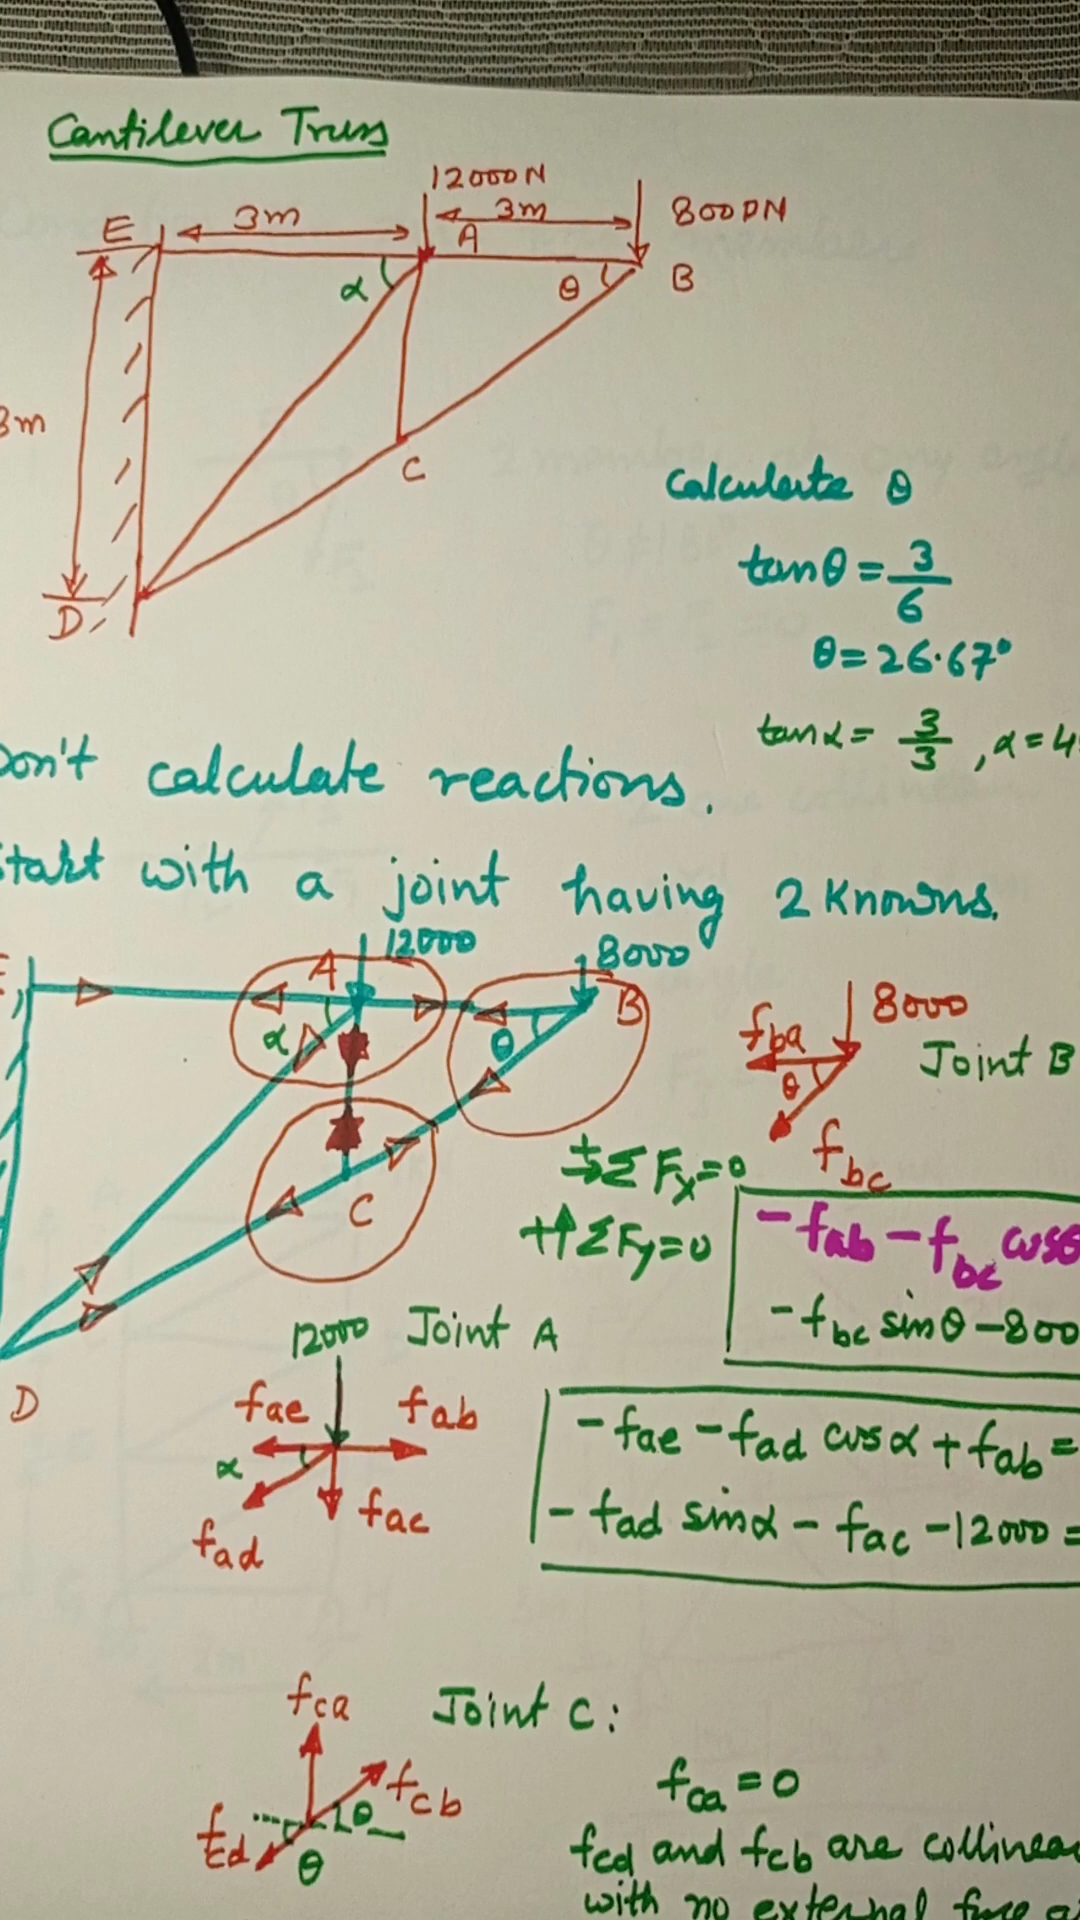 Cantilever Truss
12000N
3m
3m
8000N
E
A
α
θ
B
3m
C
D
Calculate θ
tanθ = 3/6
θ = 26.67°
tanα = 3/3 , α = 4
Don't calculate reactions.
Start with a joint having 2 Knowns.
12000
8000
E
A
B
α
θ
C
D
8000
fba
θ
Joint B
fbc
+→ΣFx=0
+↑ΣFy=0
-fab - fbc cosθ
-fbc sinθ - 800
12000 Joint A
fae
fab
α
fac
fad
-fae - fad cosα + fab =
- fad sinα - fac - 12000 =
fca
Joint C :
fcb
θ
fcd
θ
fca = 0
fcd and fcb are collinea
with no external force